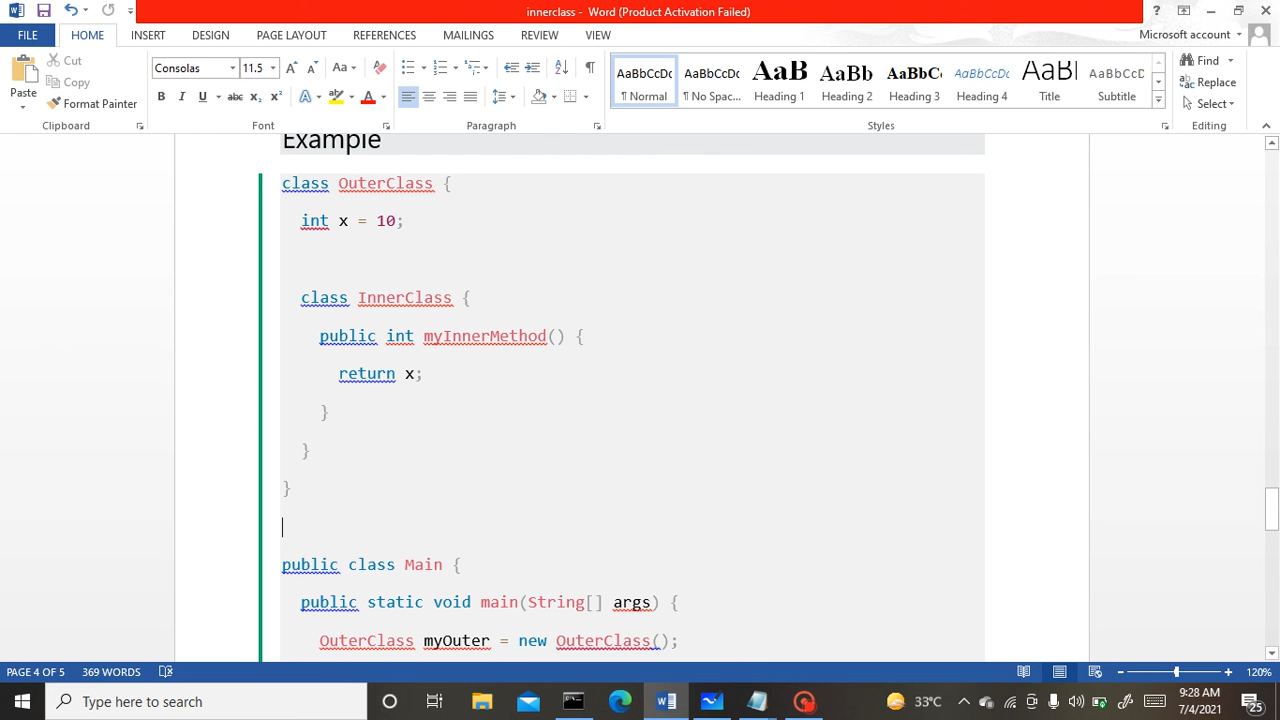 innerclass - Word (Product Activation Failed)
FILE HOME INSERT DESIGN PAGE LAYOUT REFERENCES MAILINGS REVIEW VIEW Microsoft account
Paste
Cut
Copy
Format Painter
Clipboard
Consolas 11.5
Font
Paragraph
AaBbCcDc AaBbCcDc AaB AaBb AaBbC AaBbCcD AaB AaBbCcD
¶ Normal ¶ No Spac... Heading 1 Heading 2 Heading 3 Heading 4 Title Subtitle
Styles
Find
Replace
Select
Editing
Example
class OuterClass {
int x = 10;
class InnerClass {
public int myInnerMethod() {
return x;
}
}
}
public class Main {
public static void main(String[] args) {
OuterClass myOuter = new OuterClass();
PAGE 4 OF 5 369 WORDS 120%
Type here to search
33°C
9:28 AM
7/4/2021
25